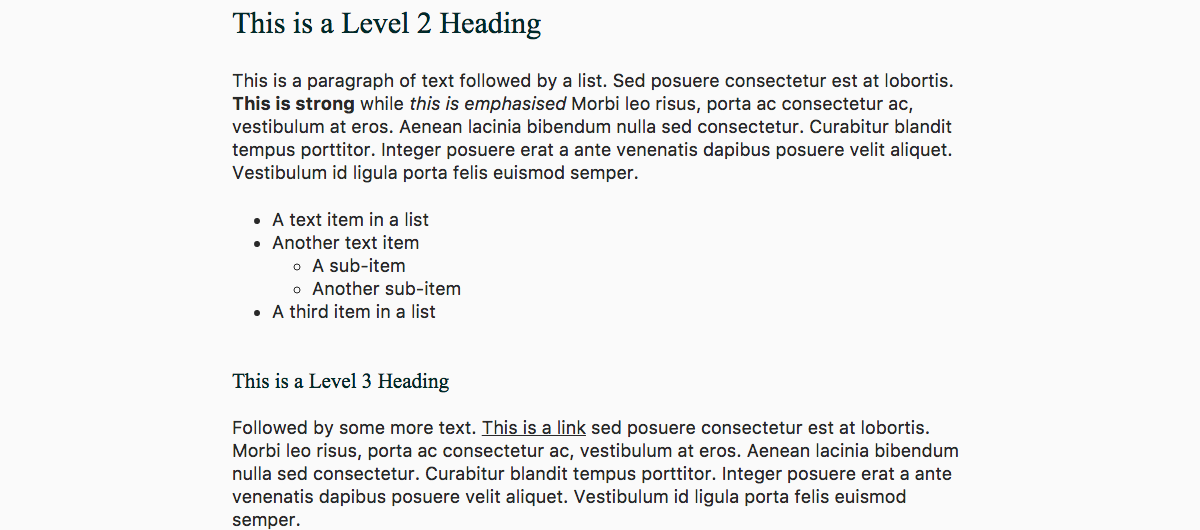 This is a Level 2 Heading
This is a paragraph of text followed by a list. Sed posuere consectetur est at lobortis.
This is strong while this is emphasised Morbi leo risus, porta ac consectetur ac,
vestibulum at eros. Aenean lacinia bibendum nulla sed consectetur. Curabitur blandit
tempus porttitor. Integer posuere erat a ante venenatis dapibus posuere velit aliquet.
Vestibulum id ligula porta felis euismod semper.
A text item in a list
Another text item
A sub-item
Another sub-item
A third item in a list
This is a Level 3 Heading
Followed by some more text. This is a link sed posuere consectetur est at lobortis.
Morbi leo risus, porta ac consectetur ac, vestibulum at eros. Aenean lacinia bibendum
nulla sed consectetur. Curabitur blandit tempus porttitor. Integer posuere erat a ante
venenatis dapibus posuere velit aliquet. Vestibulum id ligula porta felis euismod
semper.